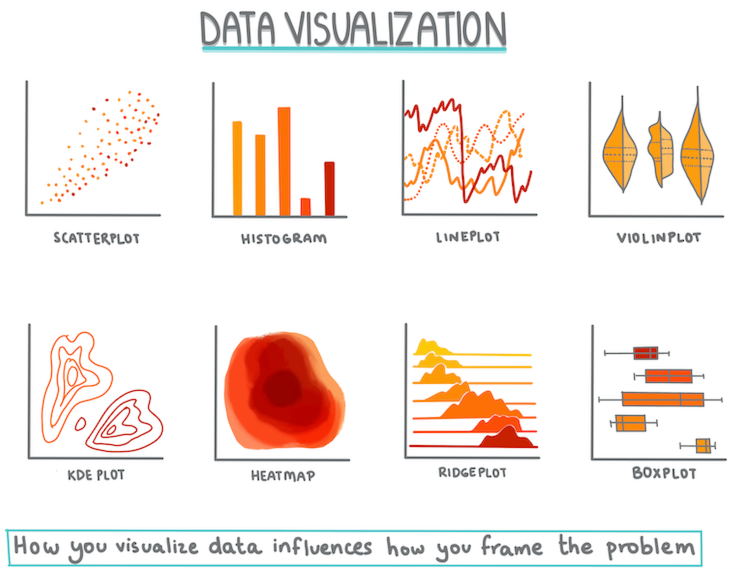 DATA VISUALIZATION
SCATTERPLOT
HISTOGRAM
LINEPLOT
VIOLINPLOT
KDE PLOT
HEATMAP
RIDGEPLOT
BOXPLOT
How you visualize data influences how you frame the problem